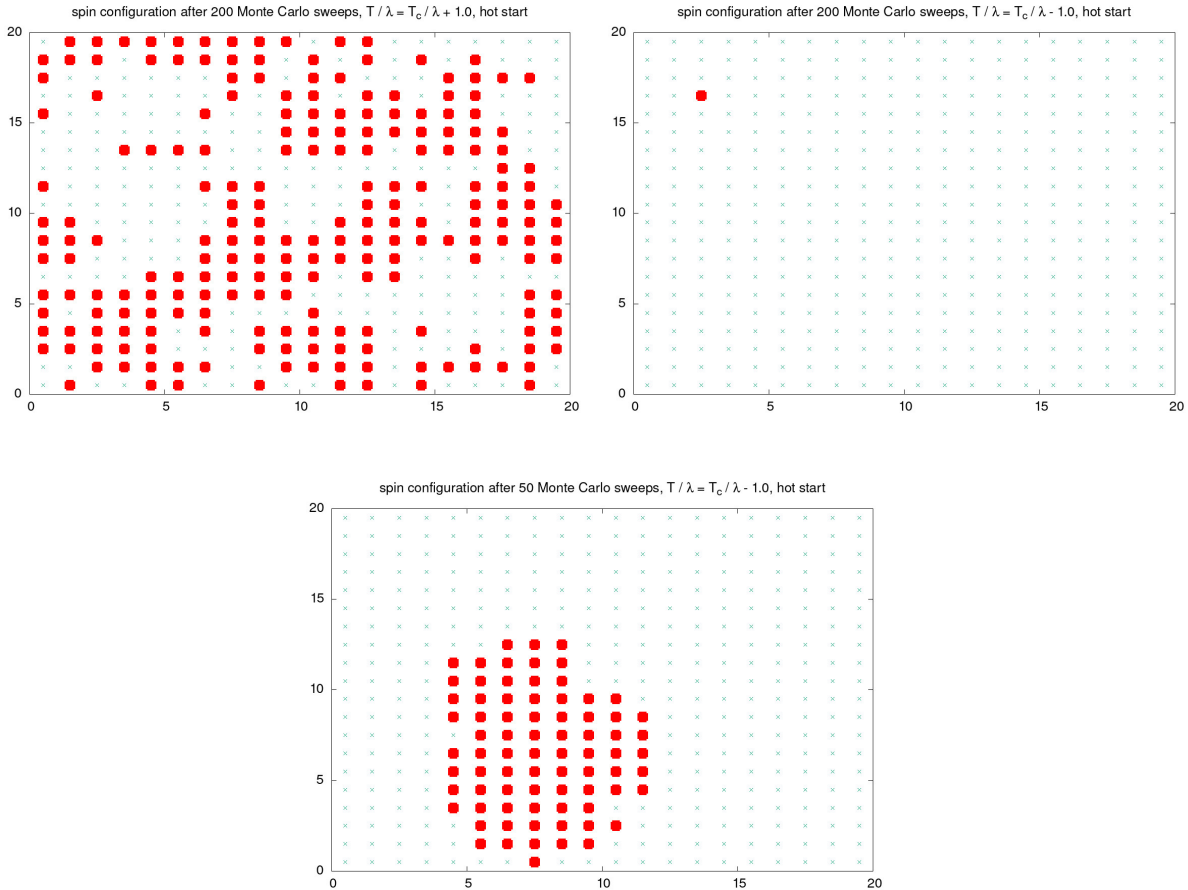 spin configuration after 200 Monte Carlo sweeps, T / λ = Tc / λ + 1.0, hot start
20
15
10
5
0
0 5 10 15 20
spin configuration after 200 Monte Carlo sweeps, T / λ = Tc / λ - 1.0, hot start
20
15
10
5
0
0 5 10 15 20
spin configuration after 50 Monte Carlo sweeps, T / λ = Tc / λ - 1.0, hot start
20
15
10
5
0
0 5 10 15 20